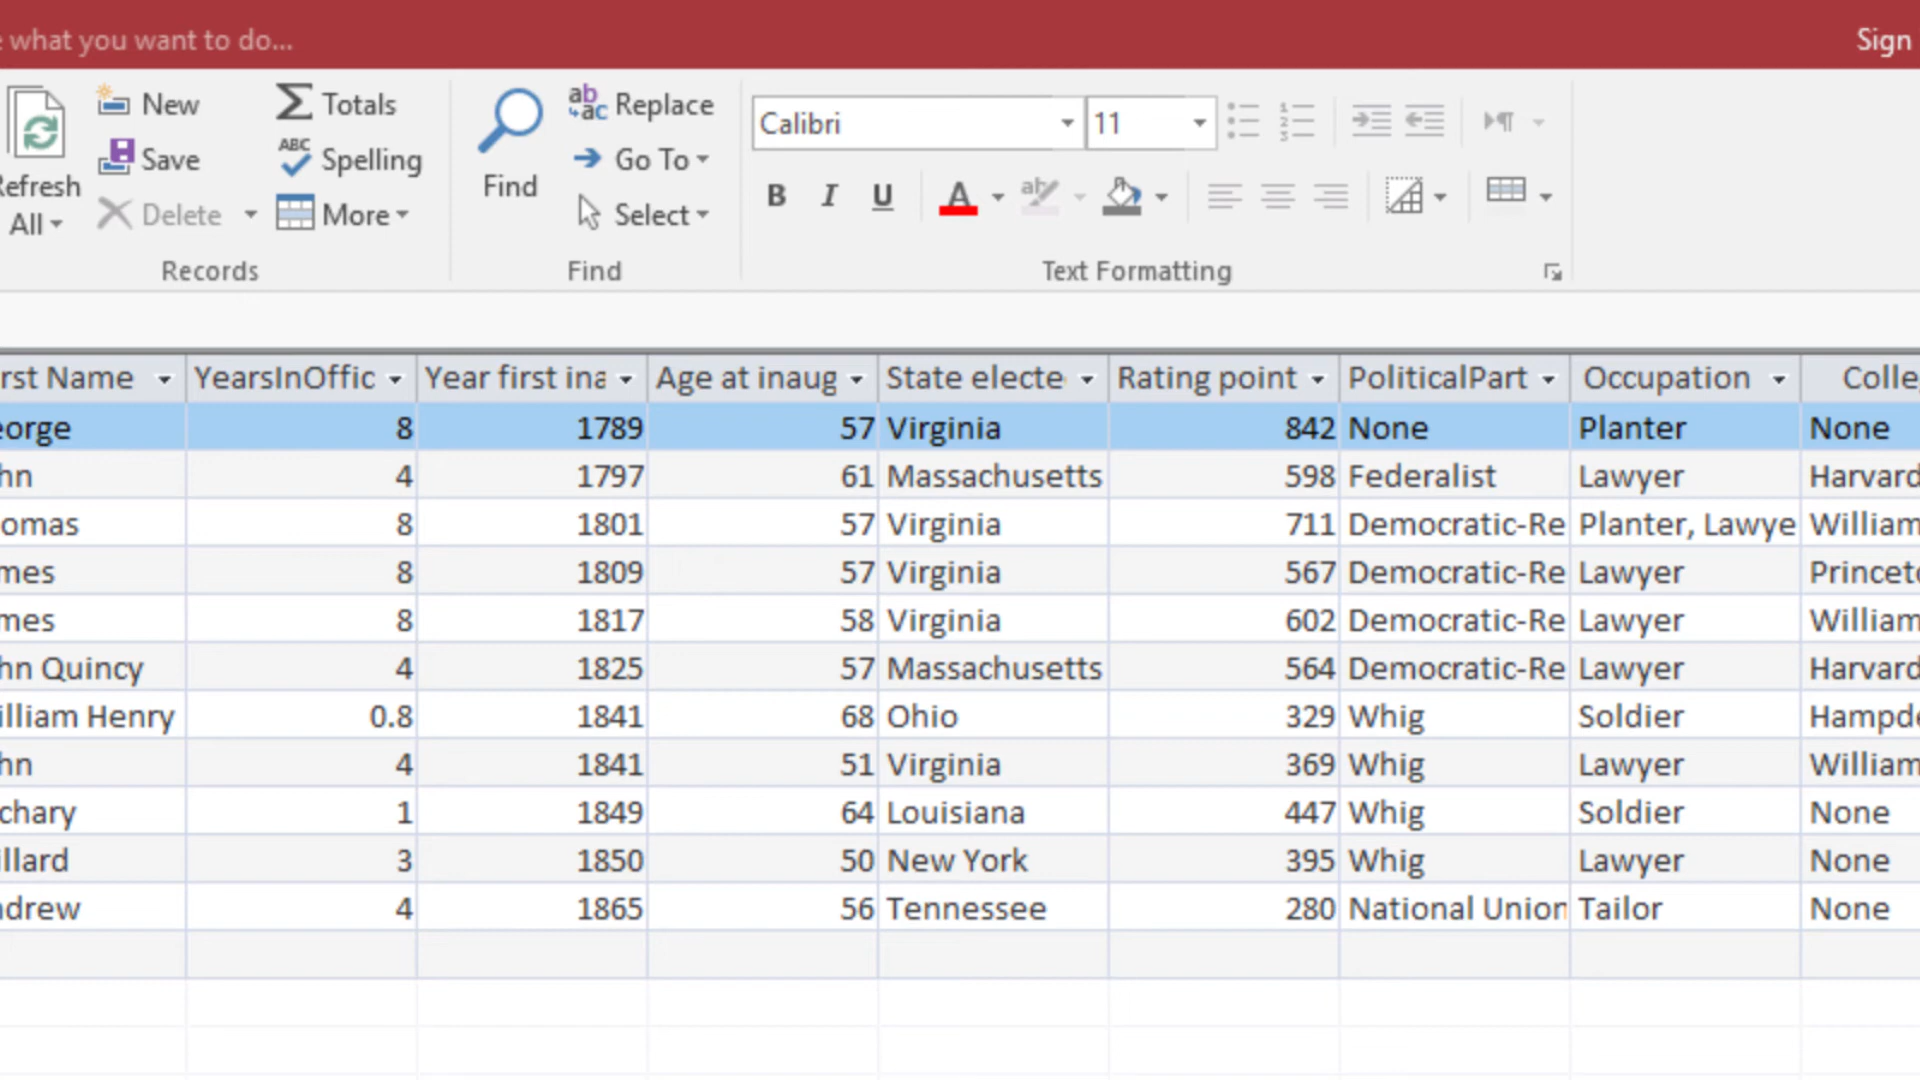 what you want to do...
Sign
New
Totals
Replace
Calibri
11
Save
Spelling
Go To
Refresh
All
Find
Delete
More
Select
B I U
A
Records
Find
Text Formatting
rst Name YearsInOffic Year first ina Age at inaug State electe Rating point PoliticalPart Occupation Colle
eorge 8 1789 57 Virginia 842 None Planter None
hn 4 1797 61 Massachusetts 598 Federalist Lawyer Harvard
omas 8 1801 57 Virginia 711 Democratic-Re Planter, Lawye William
mes 8 1809 57 Virginia 567 Democratic-Re Lawyer Princeto
mes 8 1817 58 Virginia 602 Democratic-Re Lawyer William
hn Quincy 4 1825 57 Massachusetts 564 Democratic-Re Lawyer Harvard
illiam Henry 0.8 1841 68 Ohio 329 Whig Soldier Hampde
hn 4 1841 51 Virginia 369 Whig Lawyer William
chary 1 1849 64 Louisiana 447 Whig Soldier None
illard 3 1850 50 New York 395 Whig Lawyer None
ndrew 4 1865 56 Tennessee 280 National Union Tailor None